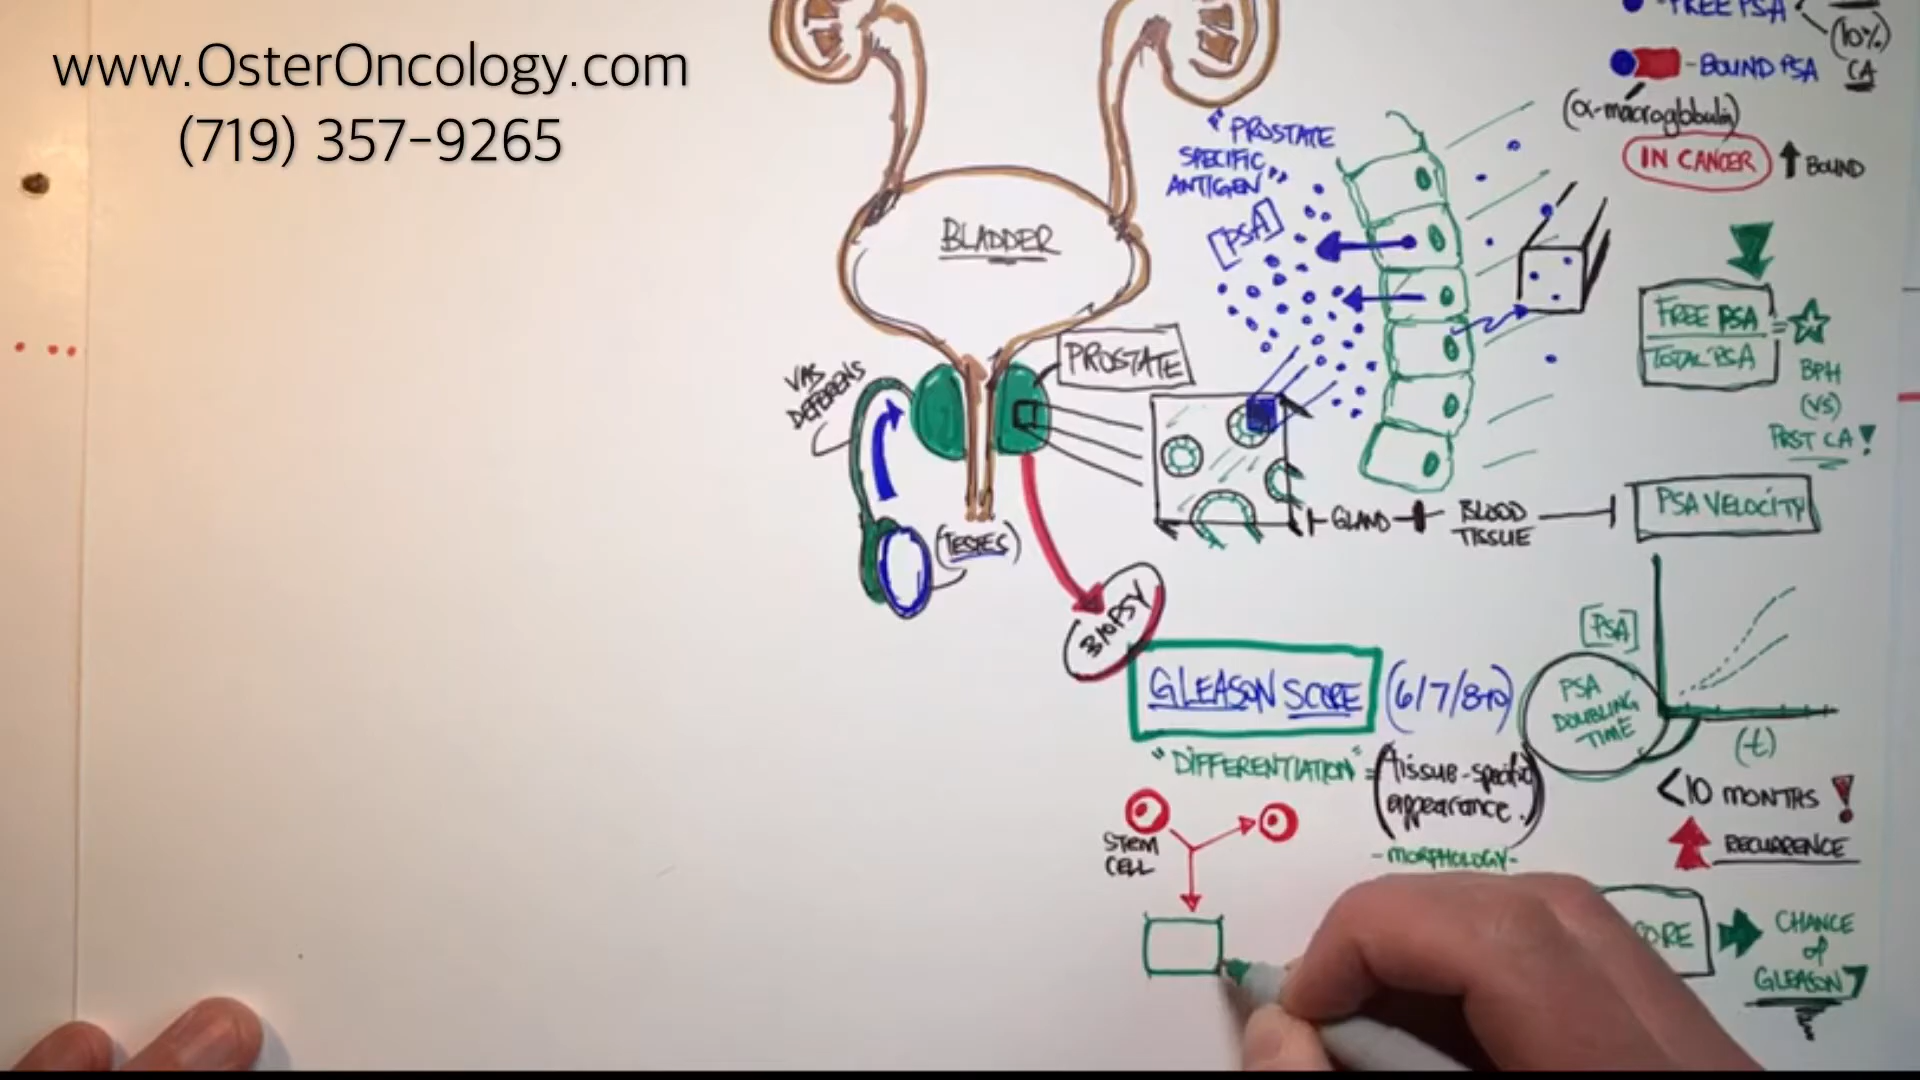 www.OsterOncology.com
(719) 357-9265
FREE PSA
(10%)
CA
- BOUND PSA
(α-macroglobulin)
IN CANCER
BOUND
"PROSTATE
SPECIFIC
ANTIGEN"
[PSA]
BLADDER
PROSTATE
VAS
DEFERENS
(TESTES)
FREE PSA
TOTAL PSA
=
BPH
(VS)
PRST CA!
GLAND
BLOOD
TISSUE
PSA VELOCITY
BIOPSY
GLEASON SCORE
(6/7/8-10)
"DIFFERENTIATION" =
(tissue-specific
appearance.)
-MORPHOLOGY-
STEM
CELL
[PSA]
PSA
DOUBLING
TIME
(t)
<10 MONTHS !
RECURRENCE
CORE
CHANCE
of
GLEASON 7